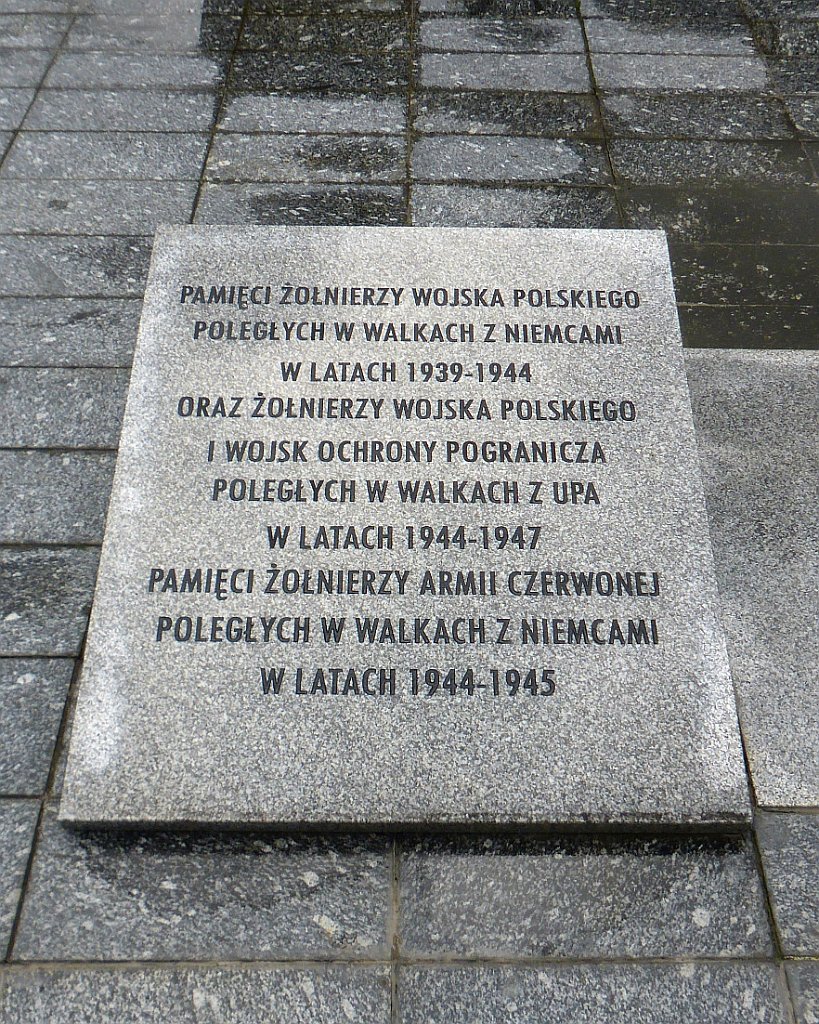 PAMIĘCI ŻOŁNIERZY WOJSKA POLSKIEGO
POLEGŁYCH W WALKACH Z NIEMCAMI
W LATACH 1939-1944
ORAZ ŻOŁNIERZY WOJSKA POLSKIEGO
I WOJSK OCHRONY POGRANICZA
POLEGŁYCH W WALKACH Z UPA
W LATACH 1944-1947
PAMIĘCI ŻOŁNIERZY ARMII CZERWONEJ
POLEGŁYCH W WALKACH Z NIEMCAMI
W LATACH 1944-1945